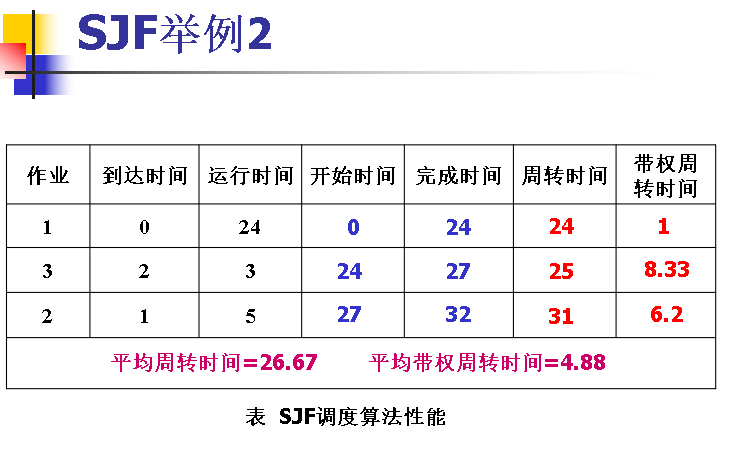 SJF举例2
作业 到达时间 运行时间 开始时间 完成时间 周转时间 带权周
转时间
1 0 24 0 24 24 1
3 2 3 24 27 25 8.33
2 1 5 27 32 31 6.2
平均周转时间=26.67 平均带权周转时间=4.88
表 SJF调度算法性能